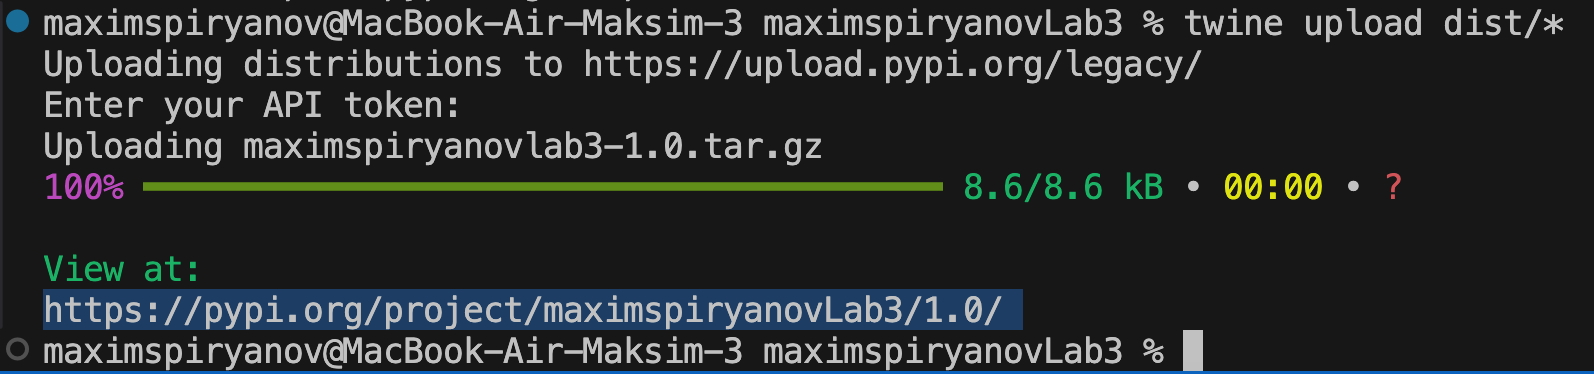 maximspiryanov@MacBook-Air-Maksim-3 maximspiryanovLab3 % twine upload dist/*
Uploading distributions to https://upload.pypi.org/legacy/
Enter your API token:
Uploading maximspiryanovlab3-1.0.tar.gz
100% 8.6/8.6 kB • 00:00 • ?
View at:
https://pypi.org/project/maximspiryanovLab3/1.0/
maximspiryanov@MacBook-Air-Maksim-3 maximspiryanovLab3 %